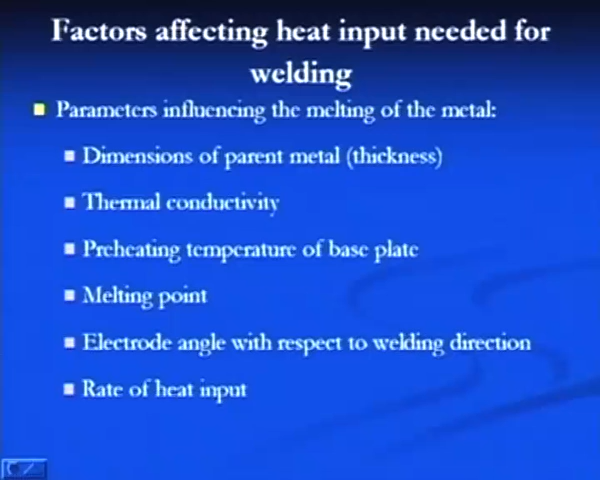 Factors affecting heat input needed for
welding
Parameters influencing the melting of the metal:
Dimensions of parent metal (thickness)
Thermal conductivity
Preheating temperature of base plate
Melting point
Electrode angle with respect to welding direction
Rate of heat input